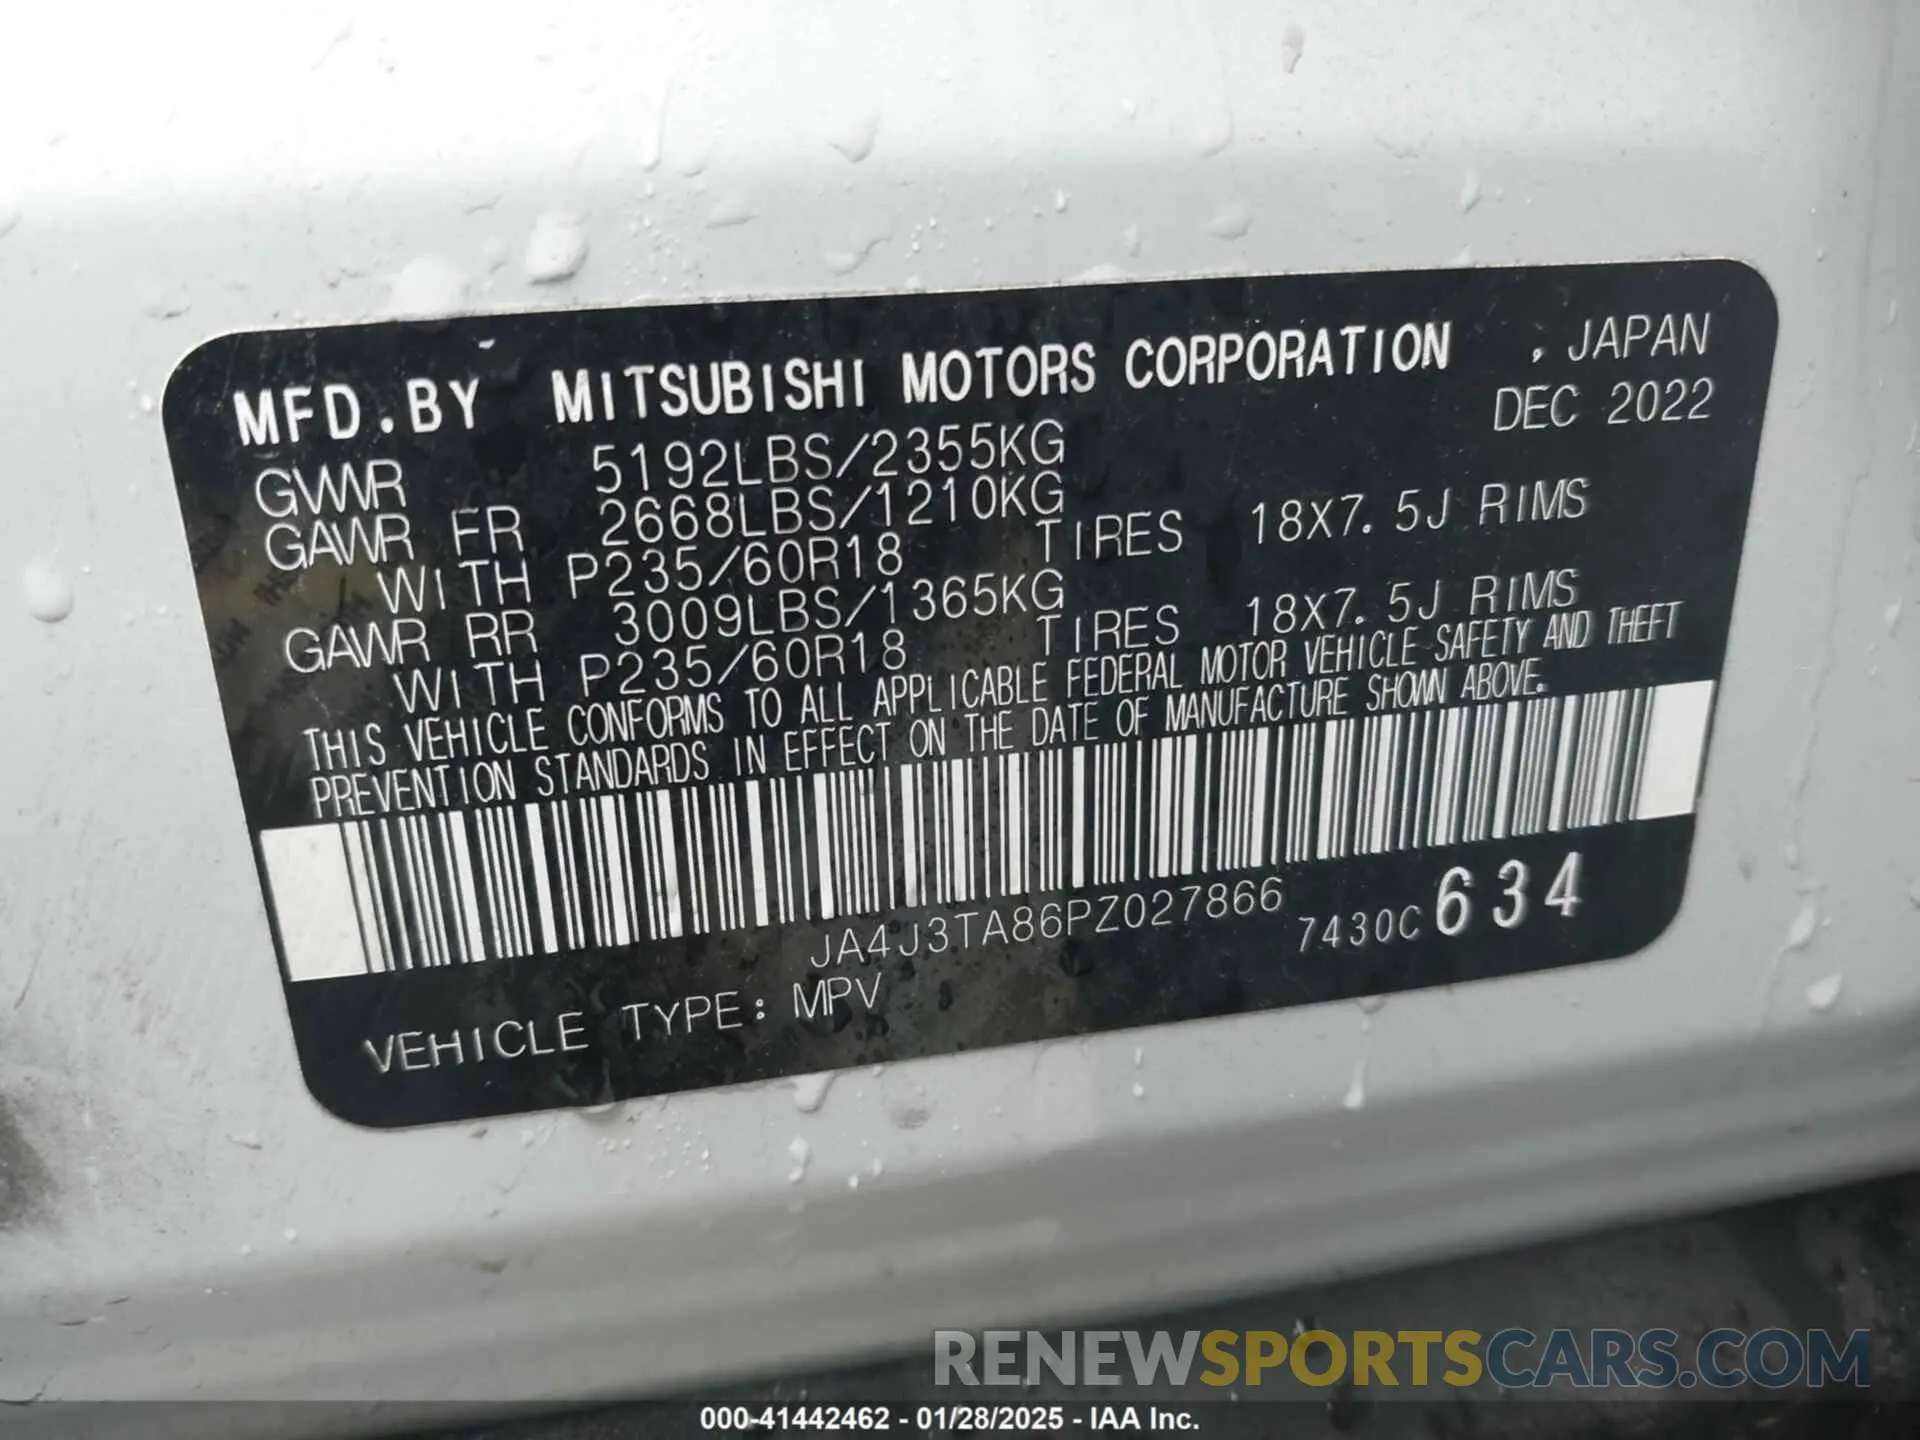 MFD.BY MITSUBISHI MOTORS CORPORATION , JAPAN
DEC 2022
GVWR 5192LBS/2355KG
GAWR FR 2668LBS/1210KG
WITH P235/60R18 TIRES 18X7.5J RIMS
GAWR RR 3009LBS/1365KG
WITH P235/60R18 TIRES 18X7.5J RIMS
THIS VEHICLE CONFORMS TO ALL APPLICABLE FEDERAL MOTOR VEHICLE SAFETY AND THEFT
PREVENTION STANDARDS IN EFFECT ON THE DATE OF MANUFACTURE SHOWN ABOVE.
JA4J3TA86PZ027866 7430C 634
VEHICLE TYPE: MPV
RENEWSPORTSCARS.COM
000-41442462 - 01/28/2025 - IAA Inc.